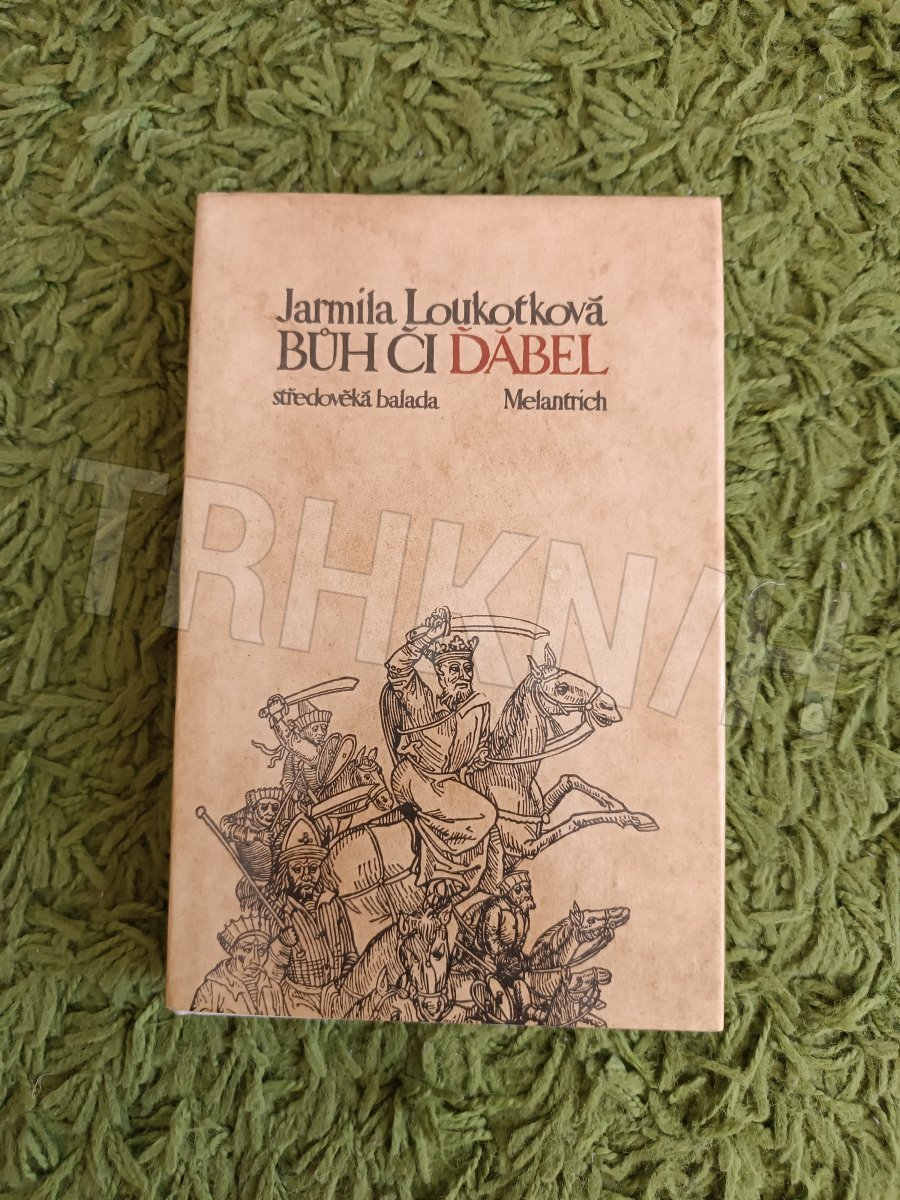 Jarmila Loukotková
BŮH ČI ĎÁBEL
středověká balada Melantrich
TRHKNIH